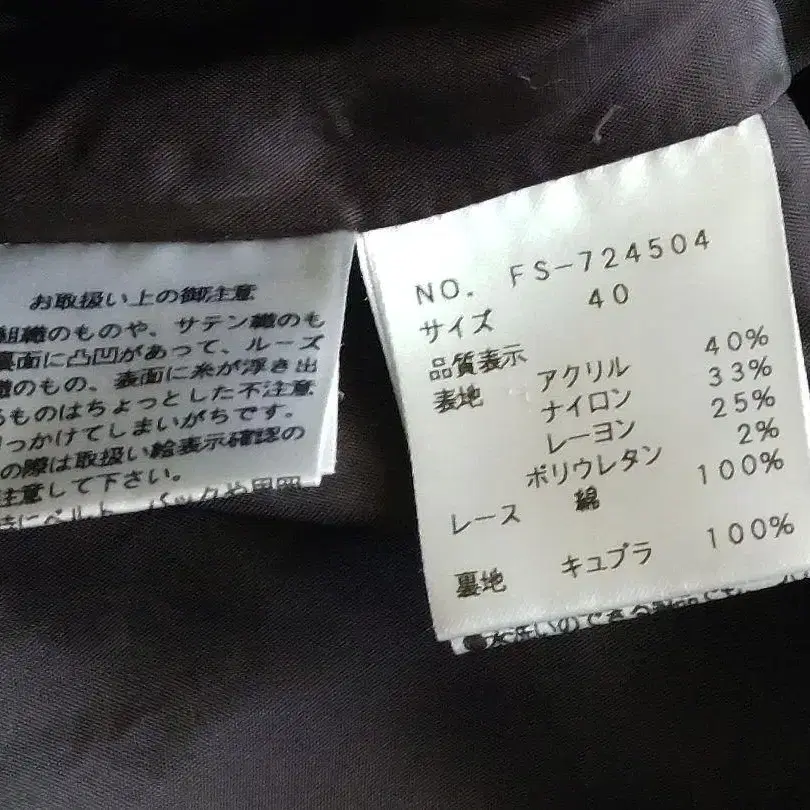 お取扱い上の御注意
組織のものや、サテン織のも
裏面に凸凹があって、ルーズ
織のもの、表面に糸が浮き出
るものはちょっとした不注意
っかけてしまいがちです。
の際は取扱い絵表示確認の
注意して下さい。
NO. FS-724504
サイズ 40
品質表示
表地 アクリル 40%
ナイロン 33%
レーヨン 25%
ポリウレタン 2%
レース 綿 100%
裏地 キュプラ 100%